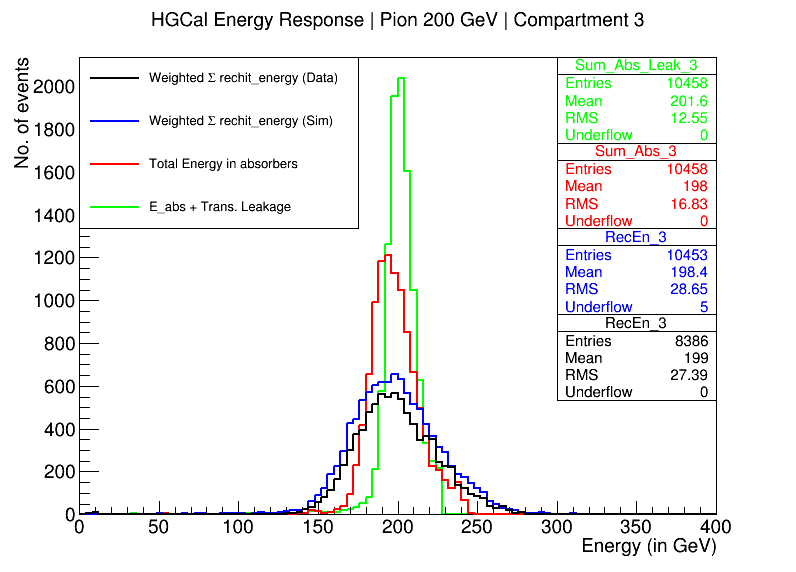 HGCal Energy Response | Pion 200 GeV | Compartment 3
No. of events
2000
1800
1600
1400
1200
1000
800
600
400
200
0
Weighted Σ rechit_energy (Data)
Weighted Σ rechit_energy (Sim)
Total Energy in absorbers
E_abs + Trans. Leakage
Sum_Abs_Leak_3
Entries 10458
Mean 201.6
RMS 12.55
Underflow 0
Sum_Abs_3
Entries 10458
Mean 198
RMS 16.83
Underflow 0
RecEn_3
Entries 10453
Mean 198.4
RMS 28.65
Underflow 5
RecEn_3
Entries 8386
Mean 199
RMS 27.39
Underflow 0
0 50 100 150 200 250 300 350 400
Energy (in GeV)